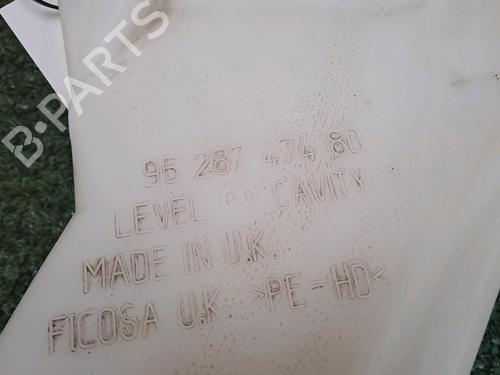 B-PARTS
96 287 474 80
LEVEL CAVITY
MADE IN U.K.
FICOSA U.K >PE-HD<